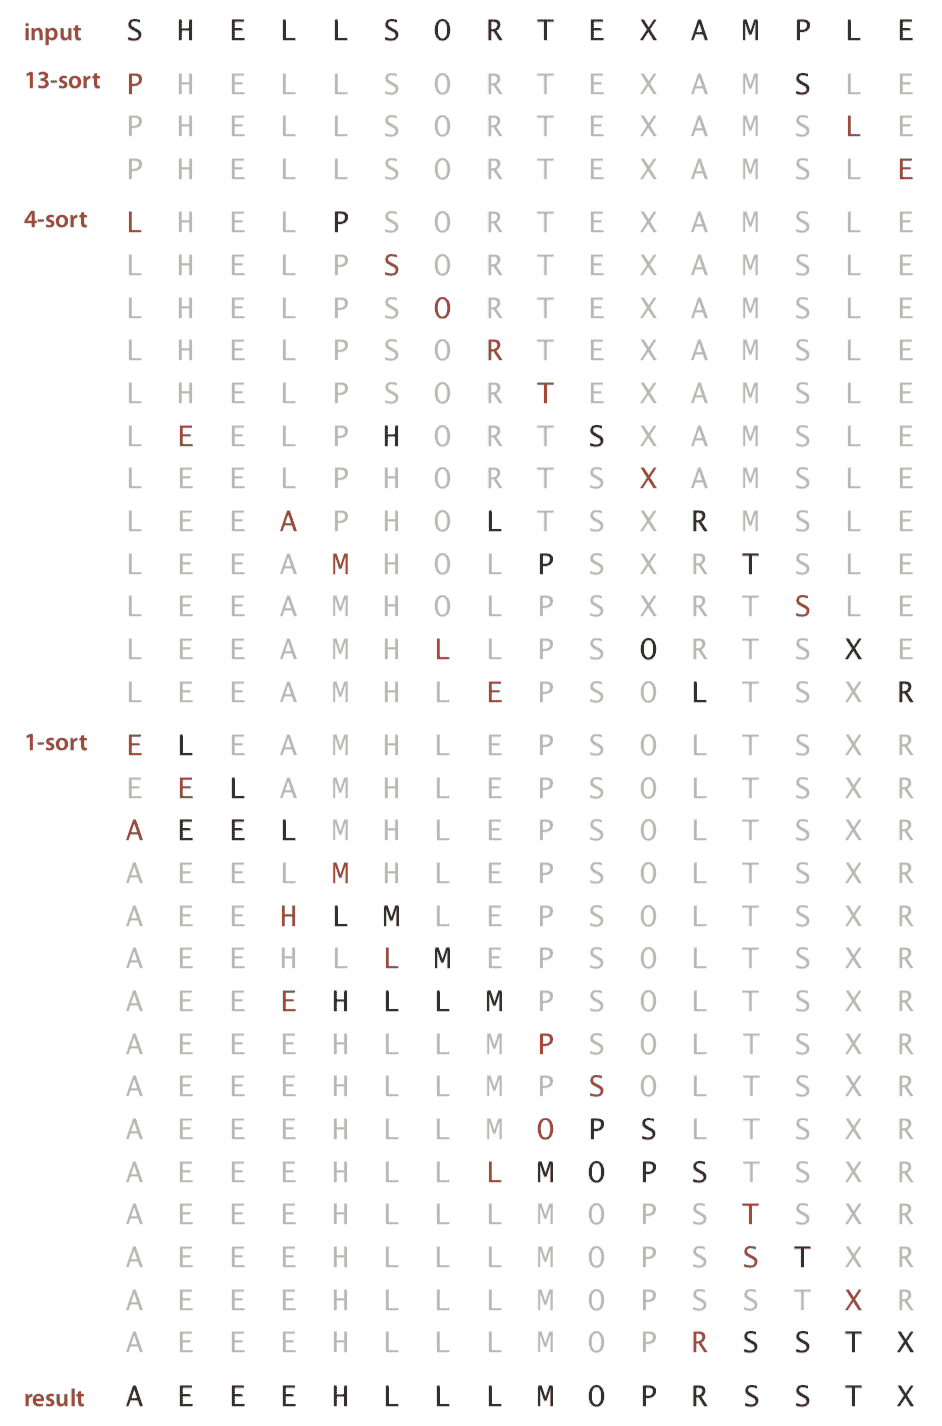 input S H E L L S O R T E X A M P L E
13-sort P H E L L S O R T E X A M S L E
P H E L L S O R T E X A M S L E
P H E L L S O R T E X A M S L E
4-sort L H E L P S O R T E X A M S L E
L H E L P S O R T E X A M S L E
L H E L P S O R T E X A M S L E
L H E L P S O R T E X A M S L E
L H E L P S O R T E X A M S L E
L E E L P H O R T S X A M S L E
L E E L P H O R T S X A M S L E
L E E A P H O L T S X R M S L E
L E E A M H O L P S X R T S L E
L E E A M H O L P S X R T S L E
L E E A M H L L P S O R T S X E
L E E A M H L E P S O L T S X R
1-sort E L E A M H L E P S O L T S X R
E E L A M H L E P S O L T S X R
A E E L M H L E P S O L T S X R
A E E L M H L E P S O L T S X R
A E E H L M L E P S O L T S X R
A E E H L L M E P S O L T S X R
A E E E H L L M P S O L T S X R
A E E E H L L M P S O L T S X R
A E E E H L L M P S O L T S X R
A E E E H L L M O P S L T S X R
A E E E H L L L M O P S T S X R
A E E E H L L L M O P S T S X R
A E E E H L L L M O P S S T X R
A E E E H L L L M O P S S T X R
A E E E H L L L M O P R S S T X
result A E E E H L L L M O P R S S T X